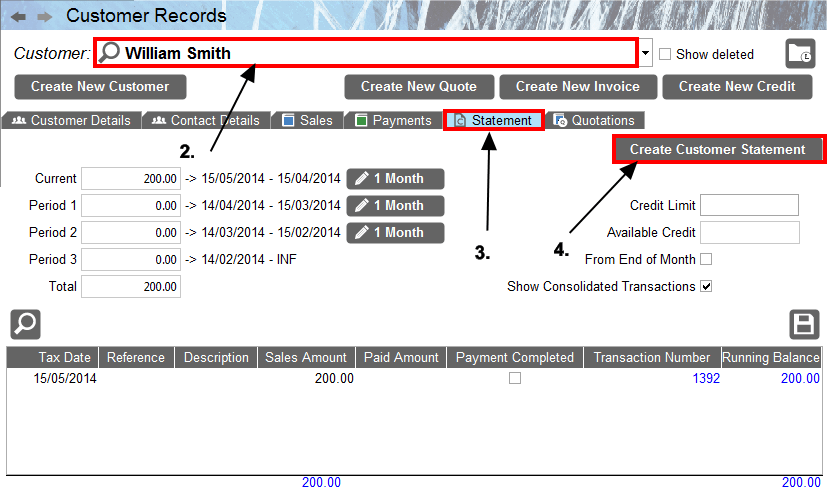 Customer Records
Customer: William Smith Show deleted
Create New Customer Create New Quote Create New Invoice Create New Credit
Customer Details Contact Details Sales Payments Statement Quotations
2.
Create Customer Statement
Current 200.00 -> 15/05/2014 - 15/04/2014 1 Month
Period 1 0.00 -> 14/04/2014 - 15/03/2014 1 Month Credit Limit
Period 2 0.00 -> 14/03/2014 - 15/02/2014 1 Month Available Credit
3. 4.
Period 3 0.00 -> 14/02/2014 - INF From End of Month
Total 200.00 Show Consolidated Transactions
Tax Date Reference Description Sales Amount Paid Amount Payment Completed Transaction Number Running Balance
15/05/2014 200.00 1392 200.00
200.00 200.00